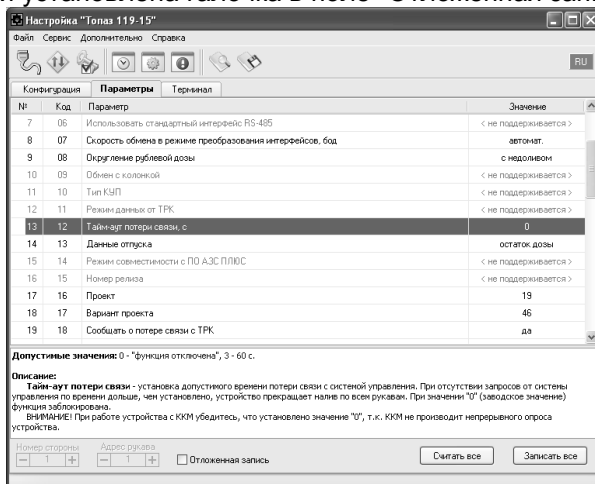 Настройка "Топаз 119-15"
Файл Сервис Дополнительно Справка
RU
Конфигурация Параметры Терминал
№ Код Параметр Значение
7 06 Использовать стандартный интерфейс RS-485 < не поддерживается >
8 07 Скорость обмена в режиме преобразования интерфейсов, бод автомат.
9 08 Округление рублевой дозы с недоливом
10 09 Обмен с колонкой < не поддерживается >
11 10 Тип КУП < не поддерживается >
12 11 Режим данных от ТРК < не поддерживается >
13 12 Тайм-аут потери связи, с 0
14 13 Данные отпуска остаток дозы
15 14 Режим совместимости с ПО АЗС ПЛЮС < не поддерживается >
16 15 Номер релиза < не поддерживается >
17 16 Проект 19
18 17 Вариант проекта 46
19 18 Сообщать о потере связи с ТРК да
Допустимые значения: 0 - "функция отключена", 3 - 60 с.
Описание:
Тайм-аут потери связи - установка допустимого времени потери связи с системой управления. При отсутствии запросов от системы
управления по времени дольше, чем установлено, устройство прекращает налив по всем рукавам. При значении "0" (заводское значение)
функция заблокирована.
ВНИМАНИЕ! При работе устройства с ККМ убедитесь, что установлено значение "0", т.к. ККМ не производит непрерывного опроса
устройства.
Номер стороны Адрес рукава
1 1 Отложенная запись Считать все Записать все